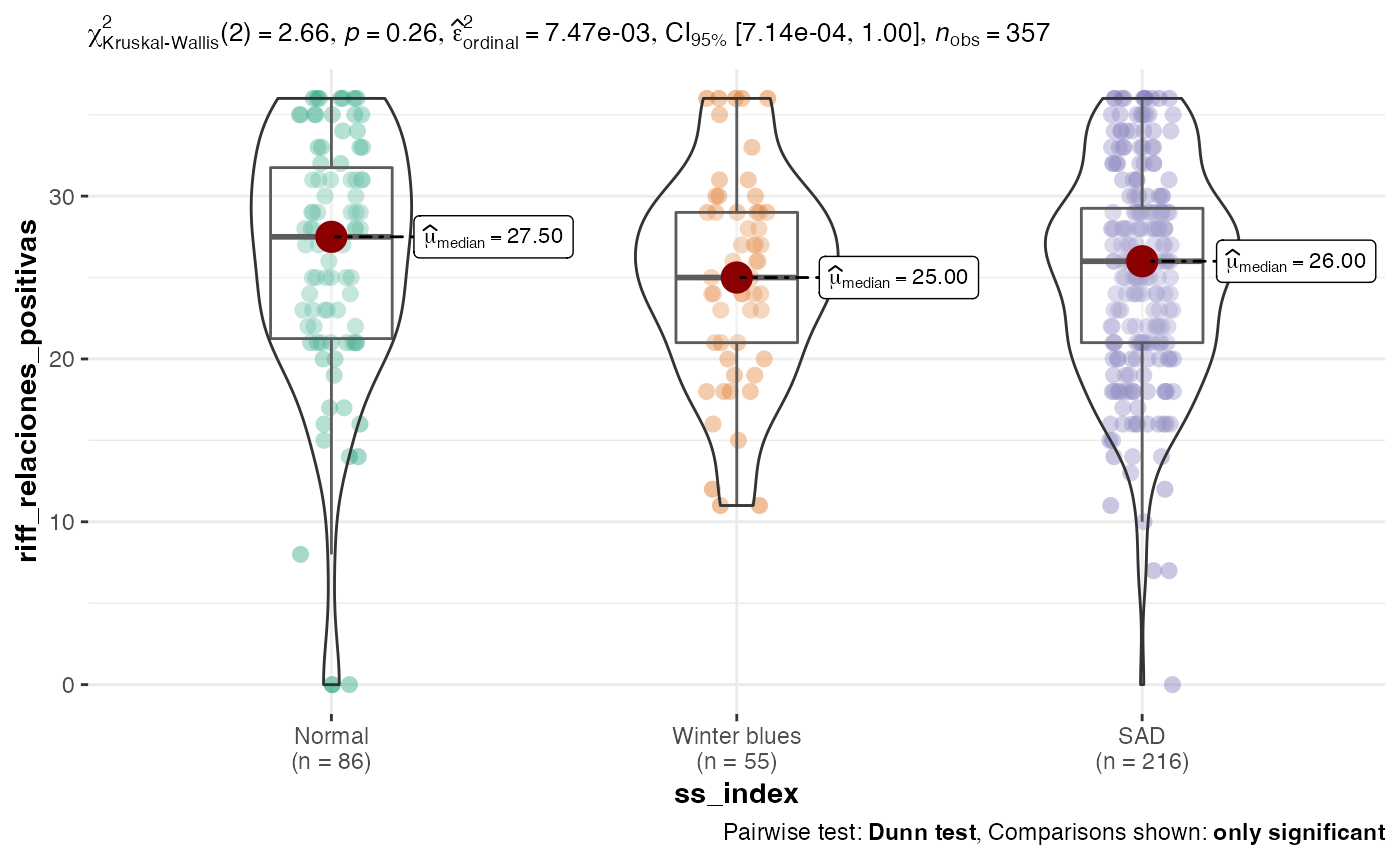 χ²Kruskal-Wallis(2) = 2.66, p = 0.26, ε̂²ordinal = 7.47e-03, CI95% [7.14e-04, 1.00], nobs = 357
riff_relaciones_positivas
30
20
10
0
μ̂median = 27.50
μ̂median = 25.00
μ̂median = 26.00
Normal
(n = 86)
Winter blues
(n = 55)
SAD
(n = 216)
ss_index
Pairwise test: Dunn test, Comparisons shown: only significant